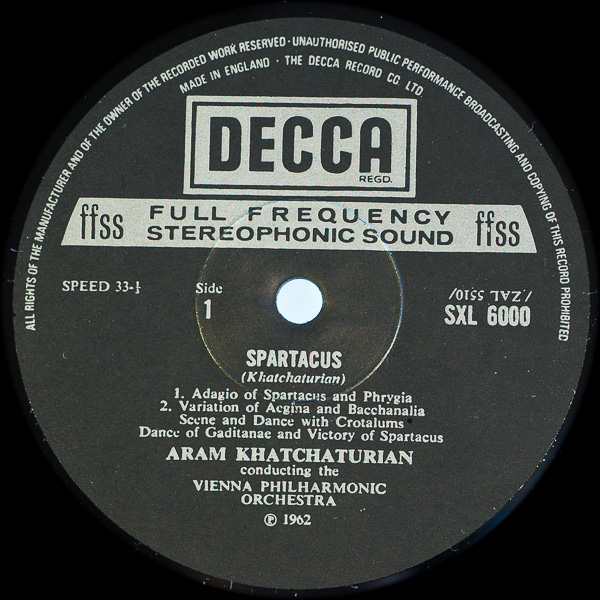 ALL RIGHTS OF THE MANUFACTURER AND OF THE OWNER OF THE RECORDED WORK RESERVED · UNAUTHORISED PUBLIC PERFORMANCE BROADCASTING AND COPYING OF THIS RECORD PROHIBITED
MADE IN ENGLAND · THE DECCA RECORD CO. LTD.
DECCA
REGD.
ffss FULL FREQUENCY STEREOPHONIC SOUND ffss
SPEED 33-⅓
Side
1
/.ZAL 5510/
SXL 6000
SPARTACUS
(Khatchaturian)
1. Adagio of Spartacus and Phrygia
2. Variation of Aegina and Bacchanalia
Scene and Dance with Crotalums
Dance of Gaditanae and Victory of Spartacus
ARAM KHATCHATURIAN
conducting the
VIENNA PHILHARMONIC
ORCHESTRA
℗ 1962